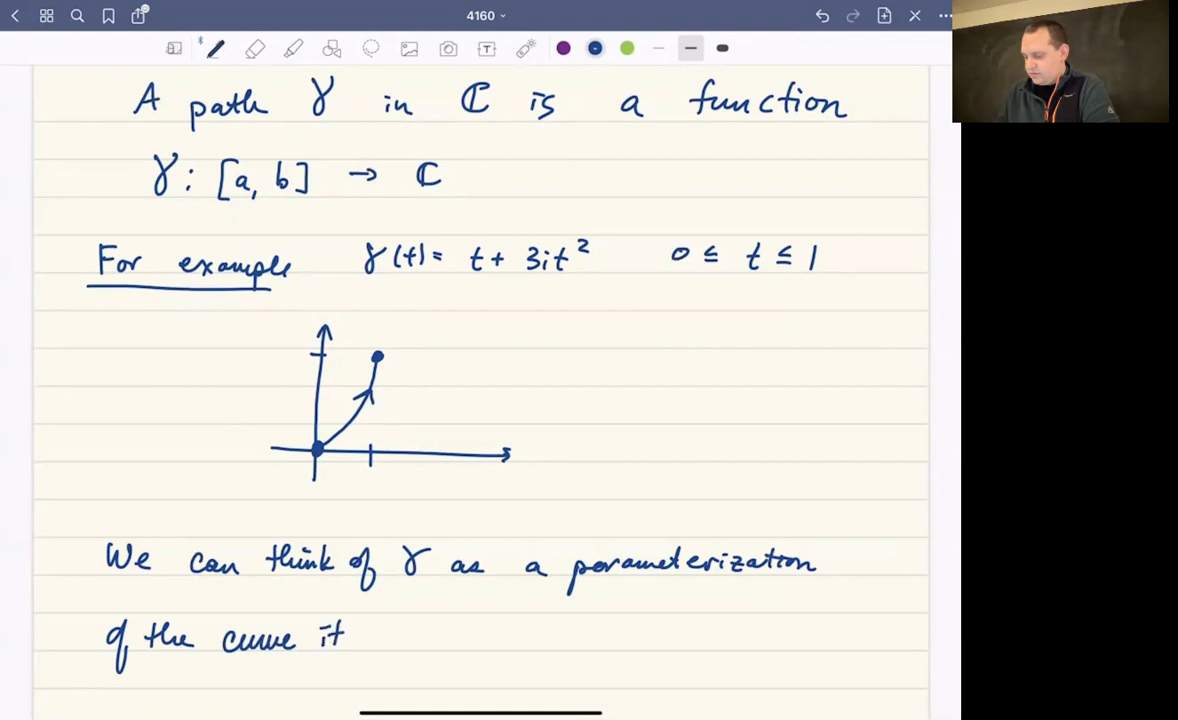 4160
A path γ in ℂ is a function
γ: [a, b] → ℂ
For example γ(t) = t + 3it² 0 ≤ t ≤ 1
We can think of γ as a parameterization
of the curve it